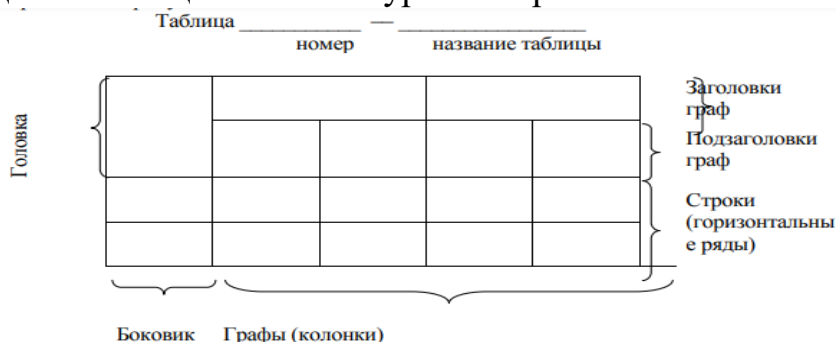 Таблица ___________ — _________________
номер название таблицы
Головка
Заголовки
граф
Подзаголовки
граф
Строки
(горизонтальны
е ряды)
Боковик Графы (колонки)